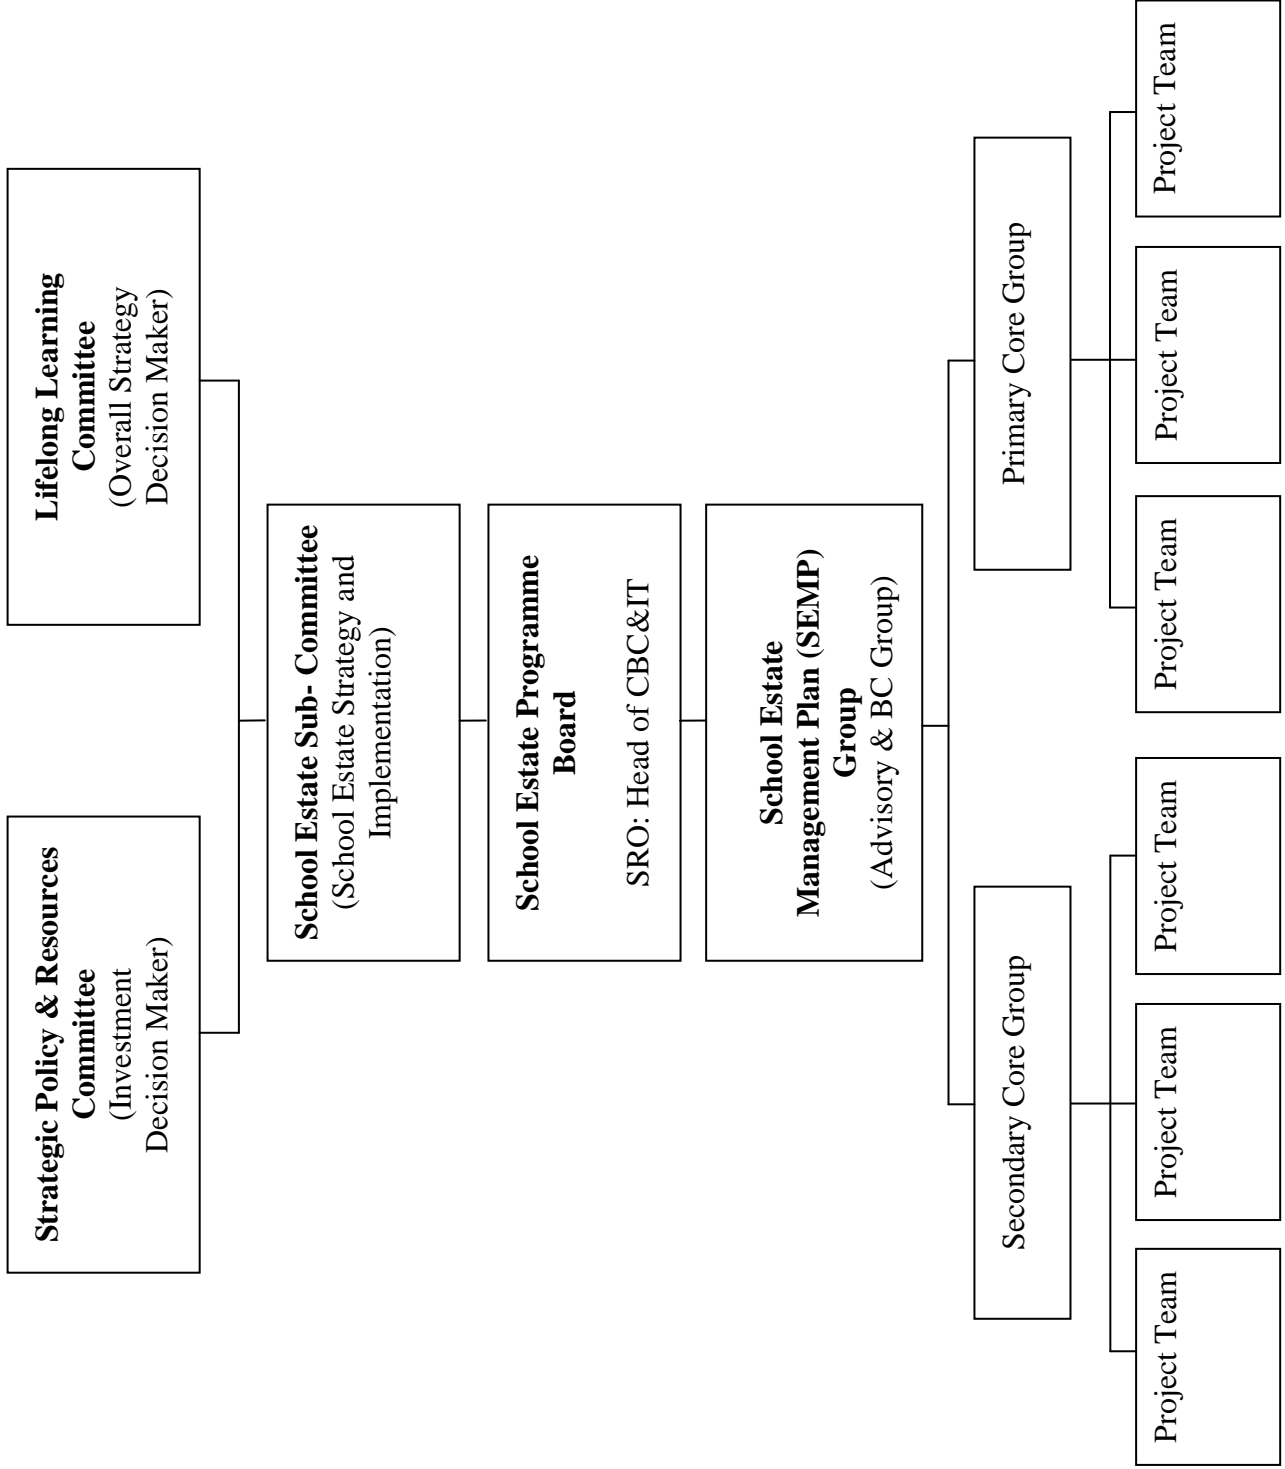 Strategic Policy & Resources
Committee
(Investment
Decision Maker)
Lifelong Learning
Committee
(Overall Strategy
Decision Maker)
School Estate Sub- Committee
(School Estate Strategy and
Implementation)
School Estate Programme
Board
SRO: Head of CBC&IT
School Estate
Management Plan (SEMP)
Group
(Advisory & BC Group)
Secondary Core Group
Primary Core Group
Project Team
Project Team
Project Team
Project Team
Project Team
Project Team